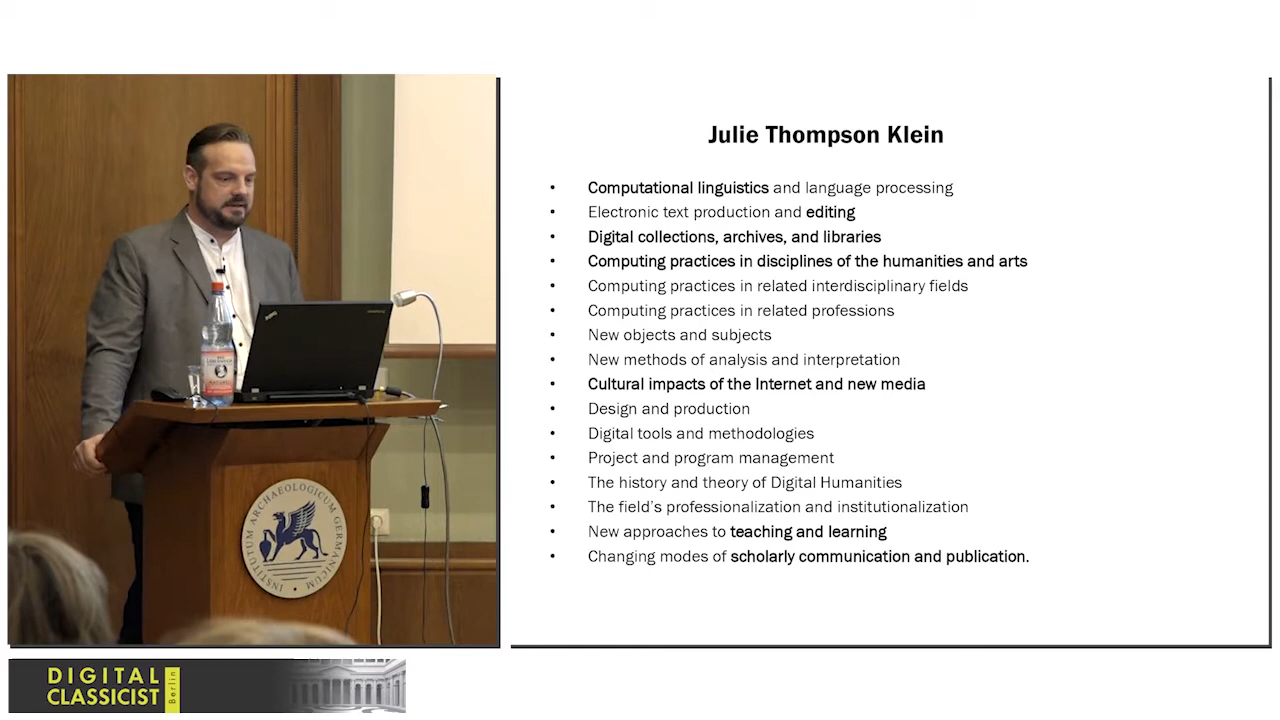 Julie Thompson Klein
• Computational linguistics and language processing
• Electronic text production and editing
• Digital collections, archives, and libraries
• Computing practices in disciplines of the humanities and arts
• Computing practices in related interdisciplinary fields
• Computing practices in related professions
• New objects and subjects
• New methods of analysis and interpretation
• Cultural impacts of the Internet and new media
• Design and production
• Digital tools and methodologies
• Project and program management
• The history and theory of Digital Humanities
• The field's professionalization and institutionalization
• New approaches to teaching and learning
• Changing modes of scholarly communication and publication.
INSTITUTUM ARCHAEOLOGICUM GERMANICUM
DIGITAL
CLASSICIST
Berlin